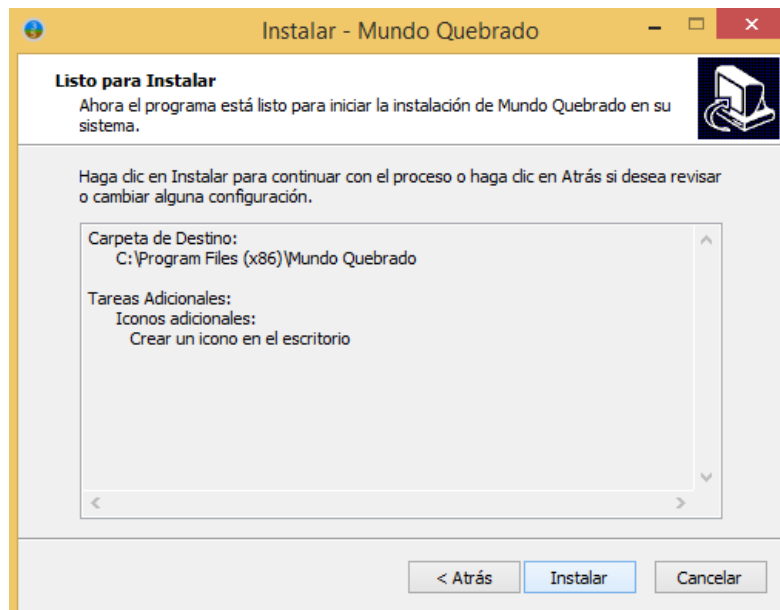 Instalar - Mundo Quebrado
Listo para Instalar
Ahora el programa está listo para iniciar la instalación de Mundo Quebrado en su
sistema.
Haga clic en Instalar para continuar con el proceso o haga clic en Atrás si desea revisar
o cambiar alguna configuración.
Carpeta de Destino:
C:\Program Files (x86)\Mundo Quebrado
Tareas Adicionales:
Iconos adicionales:
Crear un icono en el escritorio
< Atrás
Instalar
Cancelar